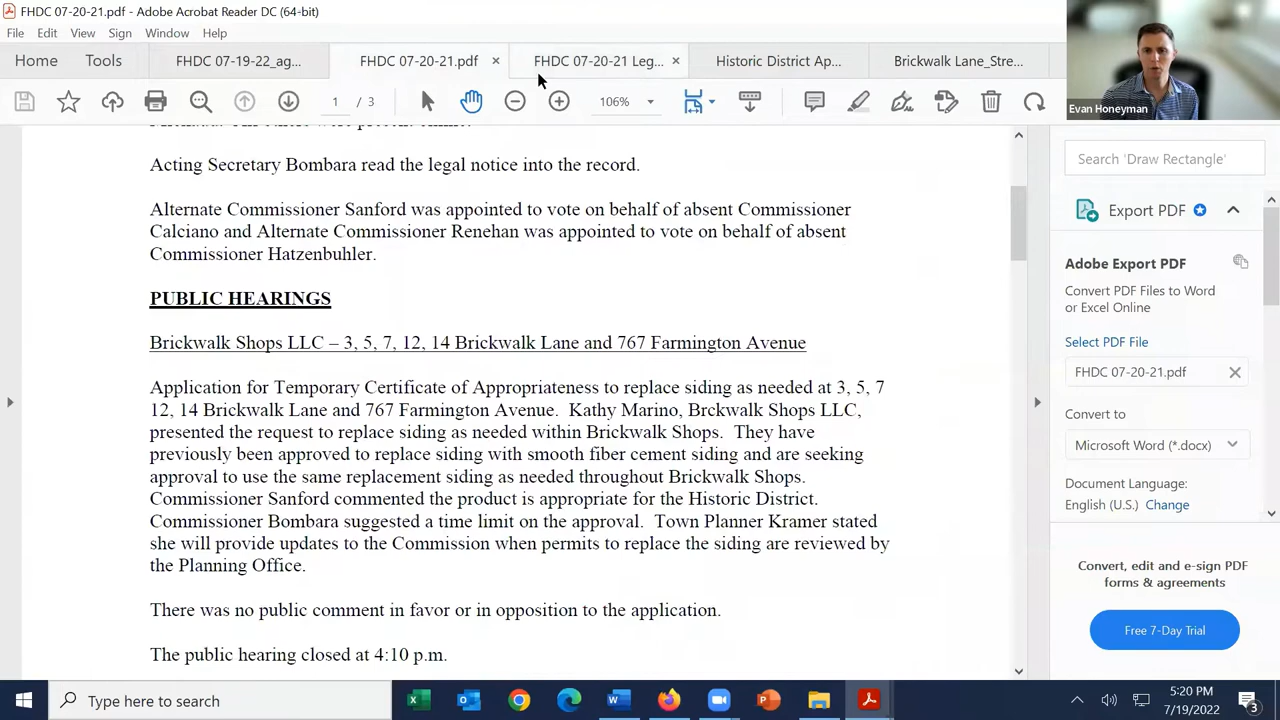 FHDC 07-20-21.pdf - Adobe Acrobat Reader DC (64-bit)
File Edit View Sign Window Help
Home Tools FHDC 07-19-22_ag... FHDC 07-20-21.pdf × FHDC 07-20-21 Leg... × Historic District Ap... Brickwalk Lane_Stre...
1 / 3 106%
Evan Honeyman
Acting Secretary Bombara read the legal notice into the record.
Alternate Commissioner Sanford was appointed to vote on behalf of absent Commissioner
Calciano and Alternate Commissioner Renehan was appointed to vote on behalf of absent
Commissioner Hatzenbuhler.
PUBLIC HEARINGS
Brickwalk Shops LLC – 3, 5, 7, 12, 14 Brickwalk Lane and 767 Farmington Avenue
Application for Temporary Certificate of Appropriateness to replace siding as needed at 3, 5, 7
12, 14 Brickwalk Lane and 767 Farmington Avenue. Kathy Marino, Brckwalk Shops LLC,
presented the request to replace siding as needed within Brickwalk Shops. They have
previously been approved to replace siding with smooth fiber cement siding and are seeking
approval to use the same replacement siding as needed throughout Brickwalk Shops.
Commissioner Sanford commented the product is appropriate for the Historic District.
Commissioner Bombara suggested a time limit on the approval. Town Planner Kramer stated
she will provide updates to the Commission when permits to replace the siding are reviewed by
the Planning Office.
There was no public comment in favor or in opposition to the application.
The public hearing closed at 4:10 p.m.
Search 'Draw Rectangle'
Export PDF
Adobe Export PDF
Convert PDF Files to Word
or Excel Online
Select PDF File
FHDC 07-20-21.pdf ×
Convert to
Microsoft Word (*.docx)
Document Language:
English (U.S.) Change
Convert, edit and e-sign PDF
forms & agreements
Free 7-Day Trial
Type here to search
5:20 PM
7/19/2022
3